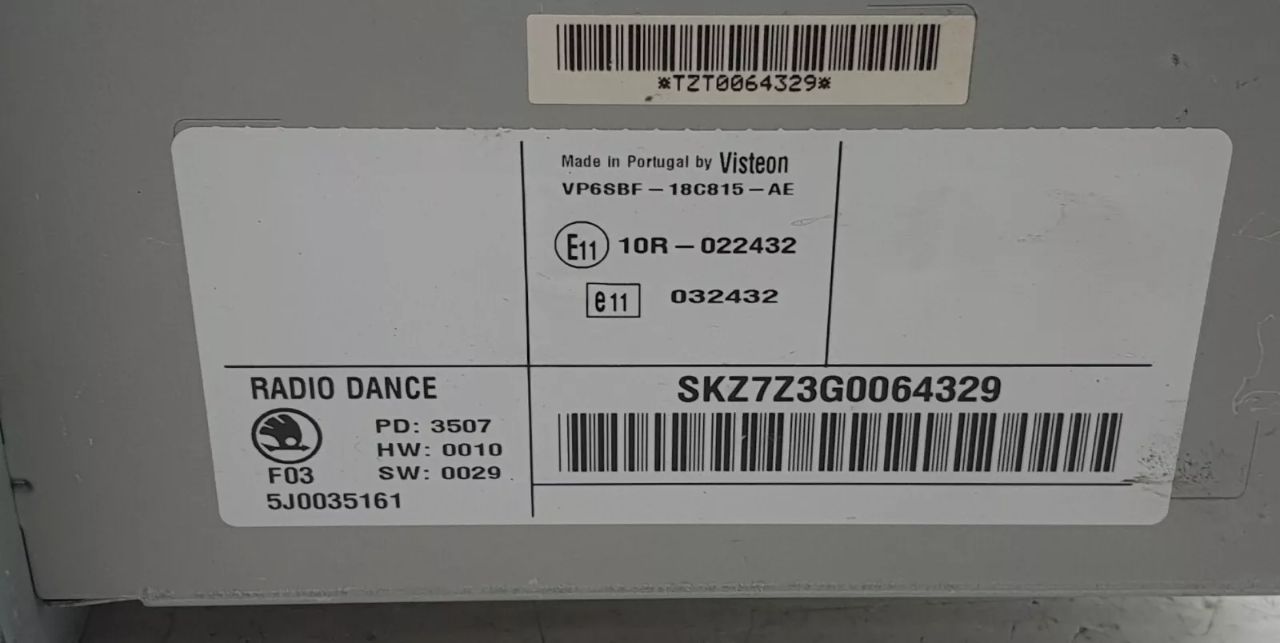 *TZT0064329*
Made in Portugal by Visteon
VP6SBF - 18C815 - AE
E11 10R - 022432
e11 032432
RADIO DANCE
PD: 3507
HW: 0010
F03 SW: 0029
5J0035161
SKZ7Z3G0064329